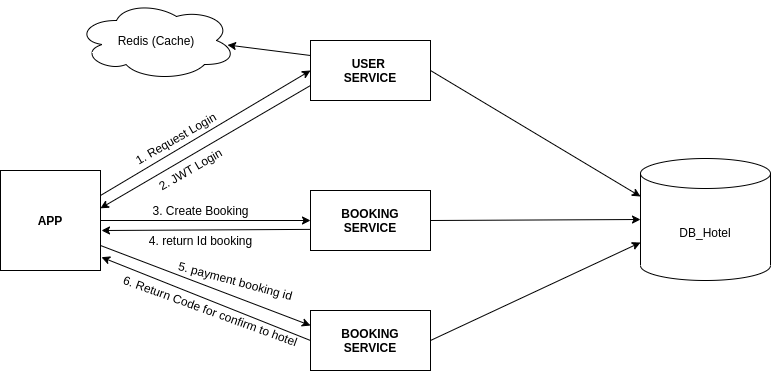 Redis (Cache)
USER
SERVICE
1. Request Login
2. JWT Login
APP
3. Create Booking
4. return Id booking
BOOKING
SERVICE
DB_Hotel
5. payment booking id
6. Return Code for confirm to hotel
BOOKING
SERVICE